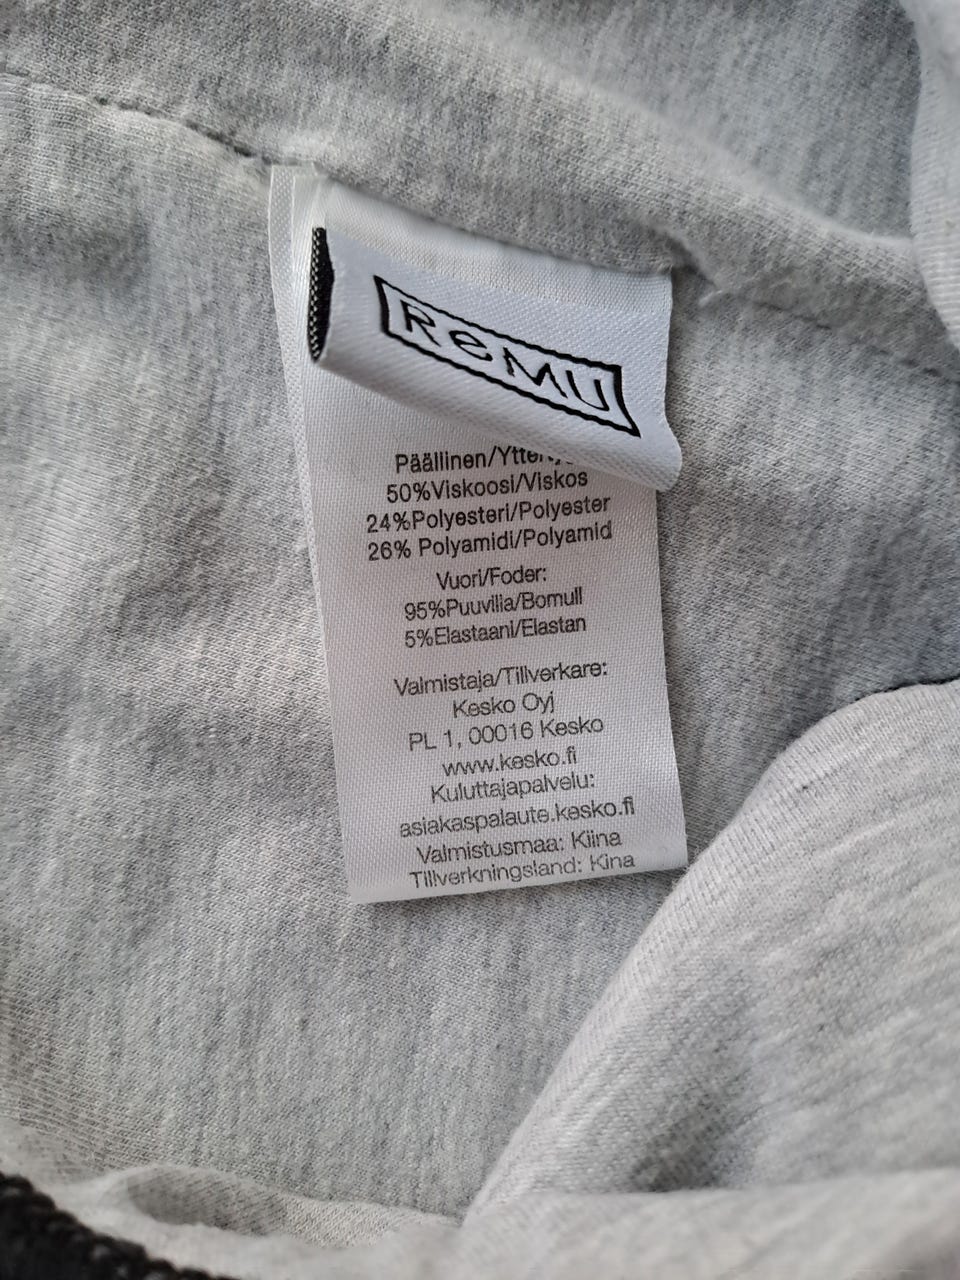 ReMU
Päällinen/
50%Viskoosi/Viskos
24%Polyesteri/Polyester
26% Polyamidi/Polyamid
Vuori/Foder:
95%Puuvilla/Bomull
5%Elastaani/Elastan
Valmistaja/Tillverkare:
Kesko Oyj
PL 1, 00016 Kesko
www.kesko.fi
Kuluttajapalvelu:
asiakaspalaute.kesko.fi
Valmistusmaa: Kiina
Tillverkningsland: Kina